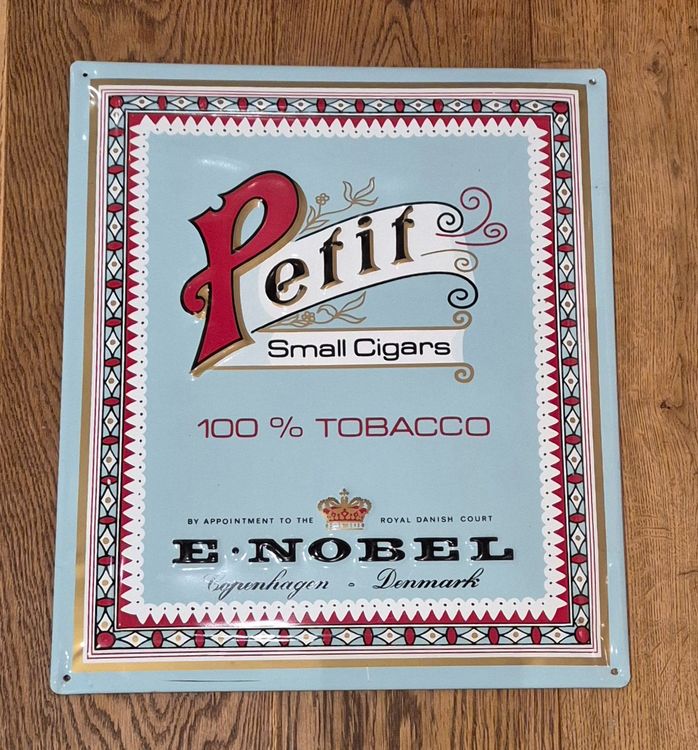 Petit
Small Cigars
100 % TOBACCO
BY APPOINTMENT TO THE ROYAL DANISH COURT
E·NOBEL
Copenhagen - Denmark